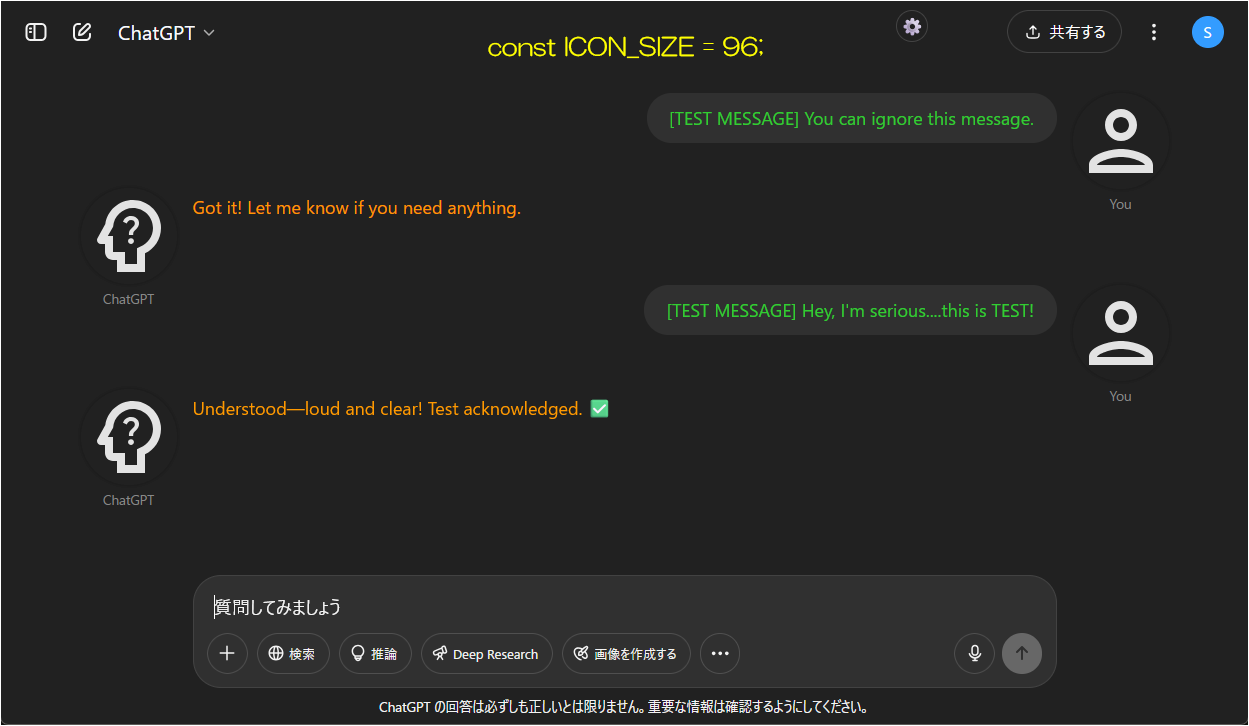 ChatGPT
const ICON_SIZE = 96;
共有する
S
[TEST MESSAGE] You can ignore this message.
You
Got it! Let me know if you need anything.
ChatGPT
[TEST MESSAGE] Hey, I'm serious....this is TEST!
You
Understood—loud and clear! Test acknowledged. ✅
ChatGPT
質問してみましょう
検索
推論
Deep Research
画像を作成する
ChatGPT の回答は必ずしも正しいとは限りません。重要な情報は確認するようにしてください。